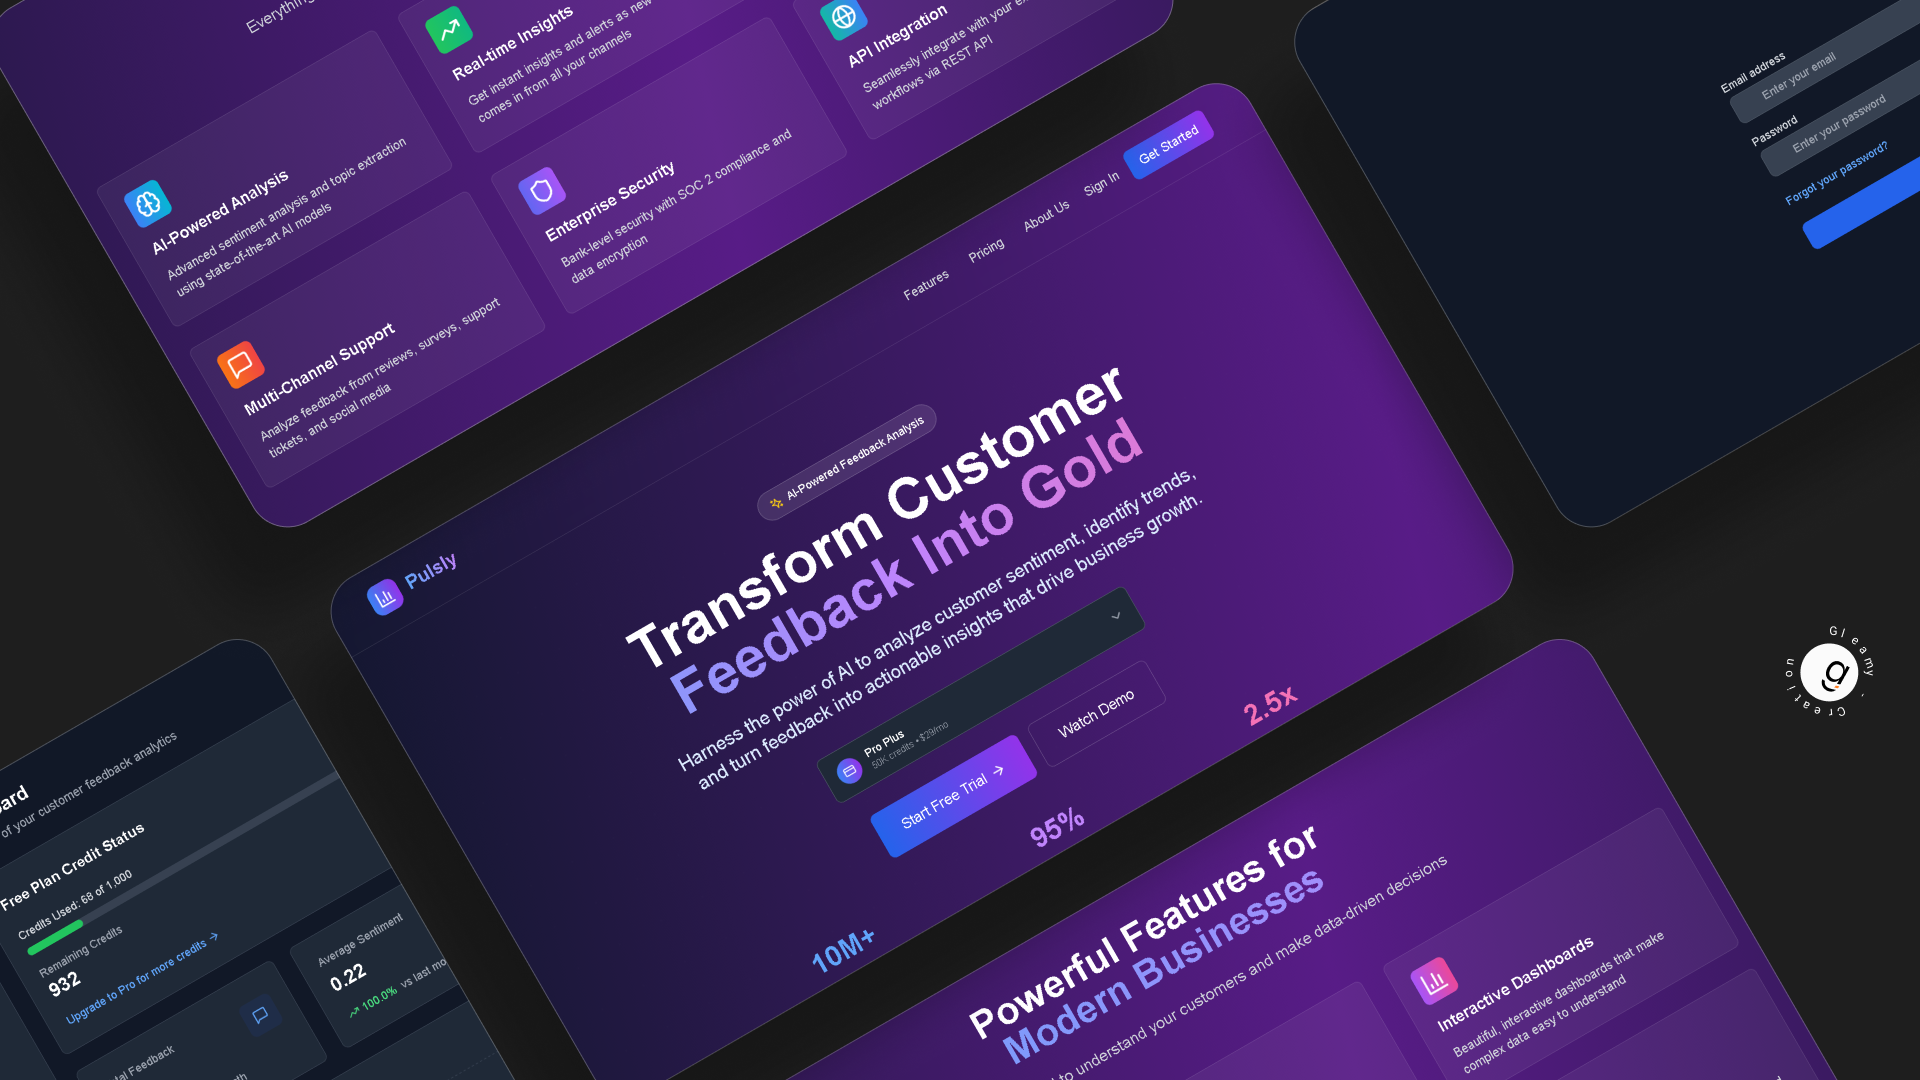 Everything
Real-time Insights
Get instant insights and alerts as new
comes in from all your channels
API Integration
Seamlessly integrate with your
workflows via REST API
AI-Powered Analysis
Advanced sentiment analysis and topic extraction
using state-of-the-art AI models
Enterprise Security
Bank-level security with SOC 2 compliance and
data encryption
Multi-Channel Support
Analyze feedback from reviews, surveys, support
tickets, and social media
Email address
Enter your email
Password
Enter your password
Forgot your password?
Pulsly
Features
Pricing
About Us
Sign In
Get Started
AI-Powered Feedback Analysis
Transform Customer
Feedback Into Gold
Harness the power of AI to analyze customer sentiment, identify trends,
and turn feedback into actionable insights that drive business growth.
Pro Plus
50K credits • $29/mo
Start Free Trial →
Watch Demo
10M+
95%
2.5x
Gleamy - Creation
g
of your customer feedback analytics
Free Plan Credit Status
Credits Used: 68 of 1,000
Remaining Credits
932
Upgrade to Pro for more credits →
Feedback
Average Sentiment
0.22
100.0% vs last mo
Powerful Features for
Modern Businesses
to understand your customers and make data-driven decisions
Interactive Dashboards
Beautiful, interactive dashboards that make
complex data easy to understand